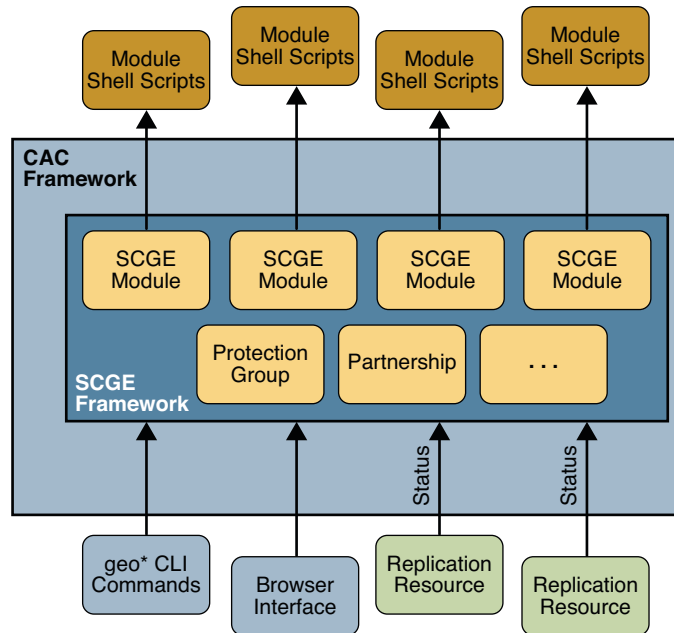 Module
Shell Scripts
Module
Shell Scripts
Module
Shell Scripts
Module
Shell Scripts
CAC
Framework
SCGE
Module
SCGE
Module
SCGE
Module
SCGE
Module
Protection
Group
Partnership
. . .
SCGE
Framework
Status
Status
geo* CLI
Commands
Browser
Interface
Replication
Resource
Replication
Resource